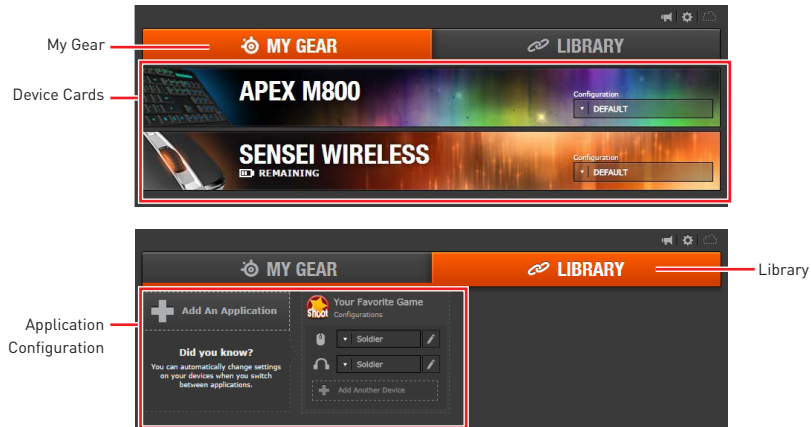 My Gear
MY GEAR
LIBRARY
Device Cards
APEX M800
Configuration
DEFAULT
SENSEI WIRELESS
REMAINING
Configuration
DEFAULT
MY GEAR
LIBRARY
Library
Application
Configuration
Add An Application
Did you know?
You can automatically change settings
on your devices when you switch
between applications.
Shoot
Your Favorite Game
Configurations
Soldier
Soldier
Add Another Device